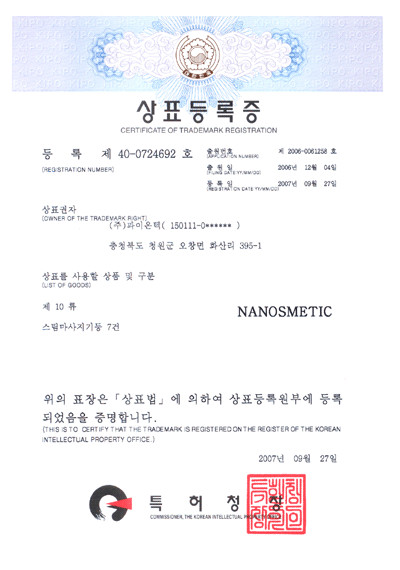 상표등록증
CERTIFICATE OF TRADEMARK REGISTRATION
등 록 제 40-0724692 호
(REGISTRATION NUMBER)
출원번호 제 2006-0061258 호
(APPLICATION NUMBER)
출 원 일 2006년 12월 04일
(FILING DATE:YY/MM/DD)
등 록 일 2007년 09월 27일
(REGISTRATION DATE:YY/MM/DD)
상표권자
(OWNER OF THE TRADEMARK RIGHT)
(주)파이온텍( 150111-0****** )
충청북도 청원군 오창면 화산리 395-1
상표를 사용할 상품 및 구분
(LIST OF GOODS)
제 10 류
스팀마사지기등 7건
NANOSMETIC
위의 표장은「상표법」에 의하여 상표등록원부에 등록
되었음을 증명합니다.
(THIS IS TO CERTIFY THAT THE TRADEMARK IS REGISTERED ON THE REGISTER OF THE KOREAN
INTELLECTUAL PROPERTY OFFICE.)
2007년 09월 27일
특허청장
COMMISSIONER, THE KOREAN INTELLECTUAL PROPERTY OFFICE